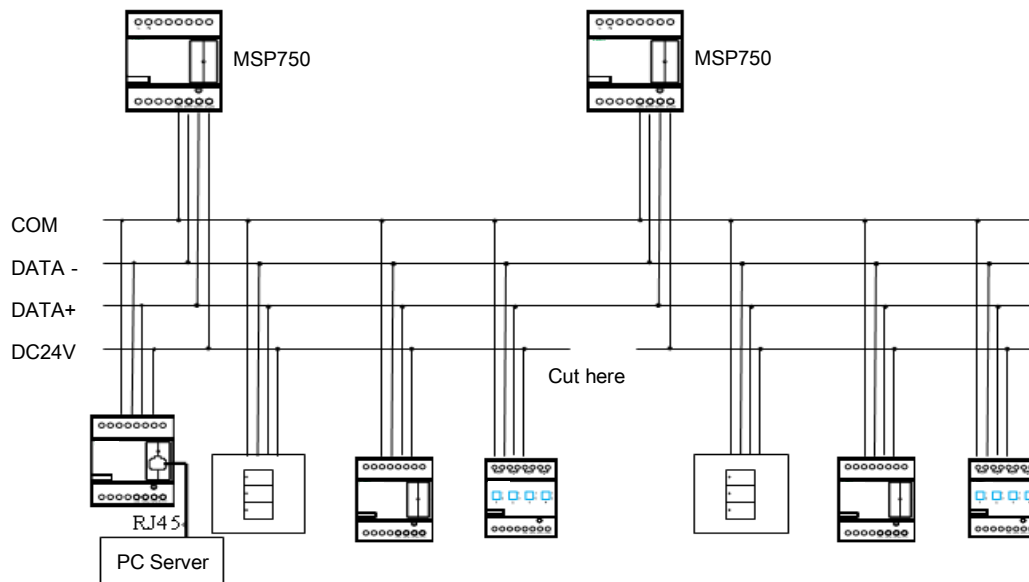 MSP750
MSP750
COM
DATA -
DATA+
DC24V
Cut here
RJ45
PC Server